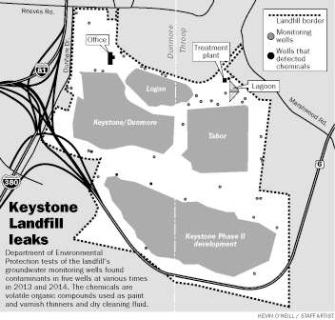 Reeves Rd.
Dunham Dr.
Office
Dunmore
Throop
Landfill border
Monitoring wells
Wells that detected chemicals
Treatment plant
Lagoon
Marshwood Rd.
81
Logan
Keystone/Dunmore
Tabor
6
380
Keystone Phase II
development
Keystone
Landfill
leaks
Department of Environmental
Protection tests of the landfill's
groundwater monitoring wells found
contaminants in five wells at various times
in 2013 and 2014. The chemicals are
volatile organic compounds used as paint
and varnish thinners and dry cleaning fluid.
KEVIN O'NEILL / STAFF ARTIST